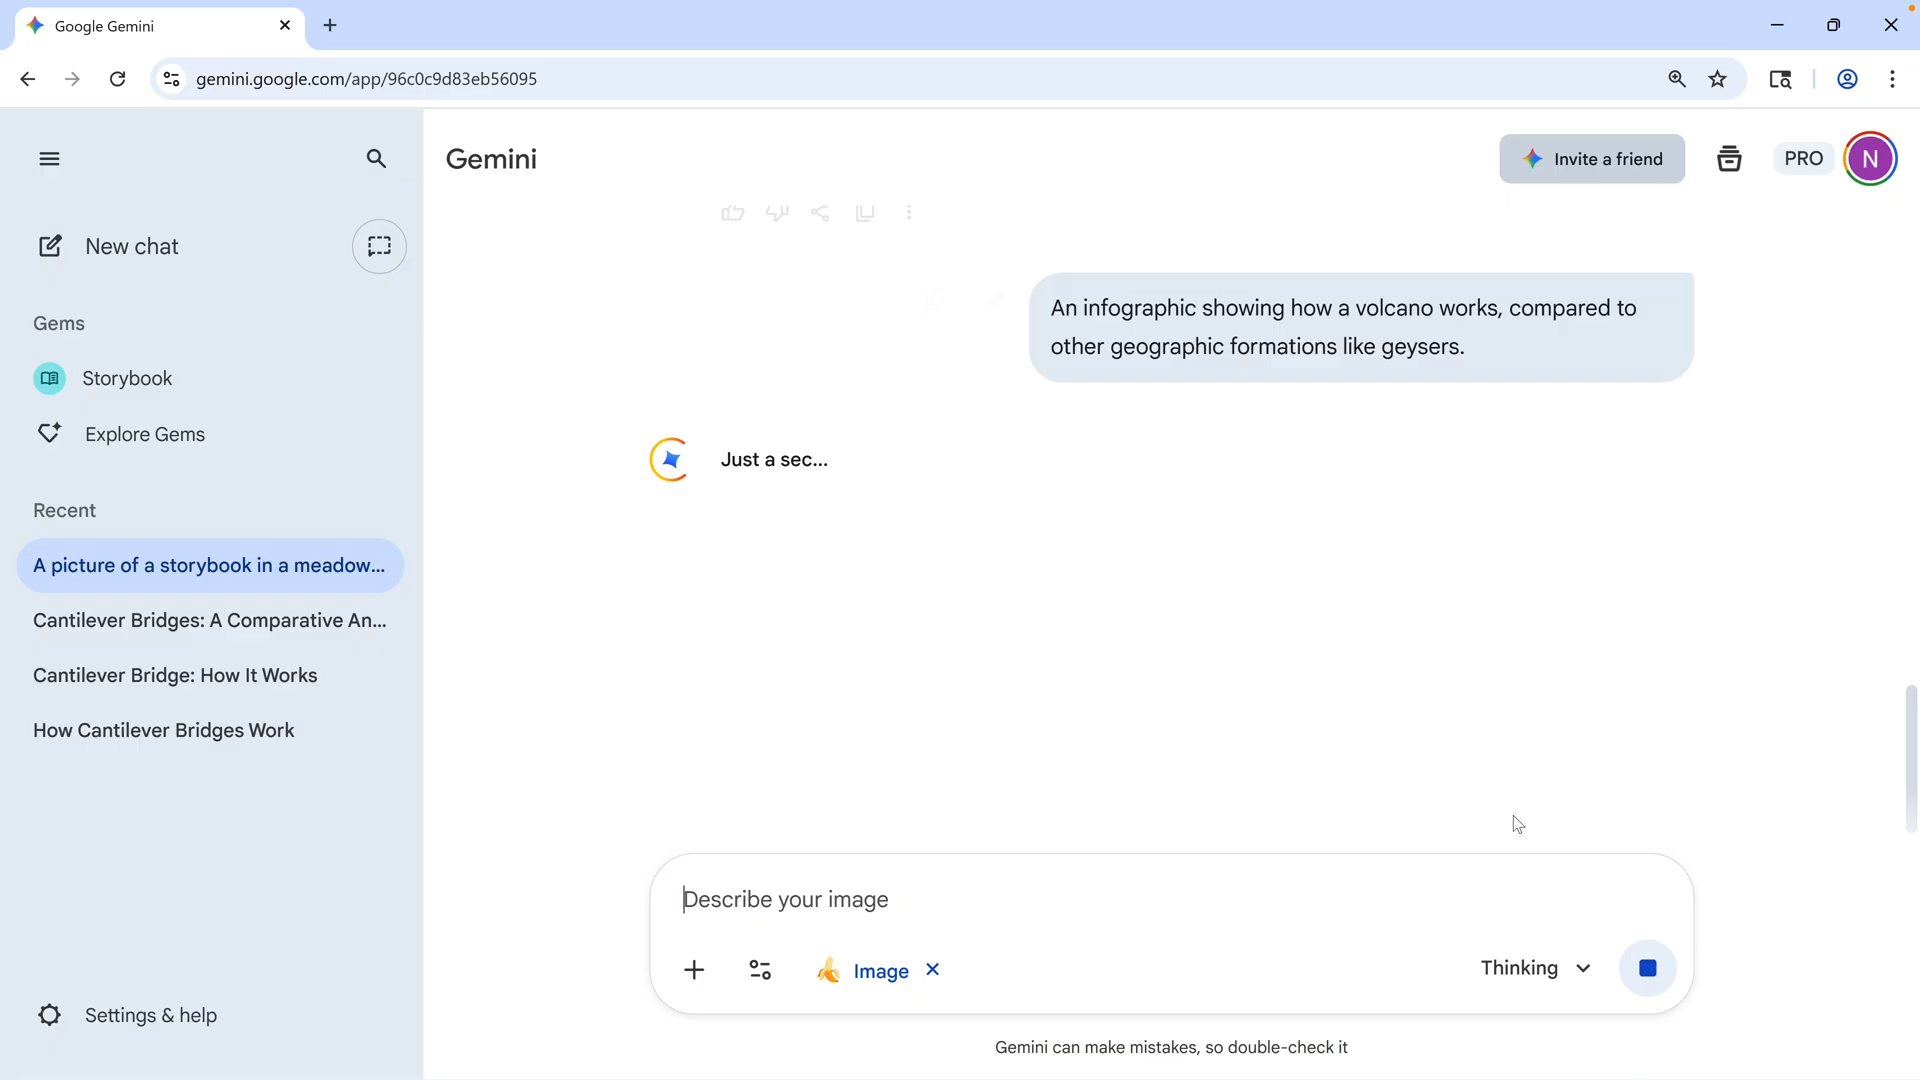 Google Gemini
gemini.google.com/app/96c0c9d83eb56095
Gemini
Invite a friend
PRO
N
New chat
Gems
Storybook
Explore Gems
Recent
A picture of a storybook in a meadow...
Cantilever Bridges: A Comparative An...
Cantilever Bridge: How It Works
How Cantilever Bridges Work
Settings & help
An infographic showing how a volcano works, compared to
other geographic formations like geysers.
Just a sec...
Describe your image
Image
Thinking
Gemini can make mistakes, so double-check it